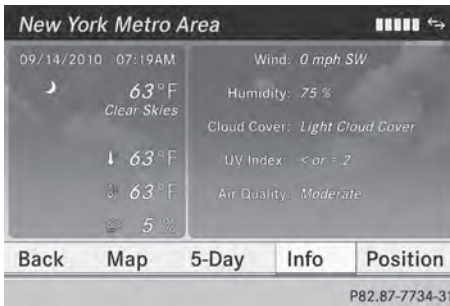 New York Metro Area
09/14/2010 07:19AM
63°F
Clear Skies
63°F
63°F
5 %
Wind: 0 mph SW
Humidity: 75 %
Cloud Cover: Light Cloud Cover
UV Index: < or = 2
Air Quality: Moderate
Back Map 5-Day Info Position
P82.87-7734-31